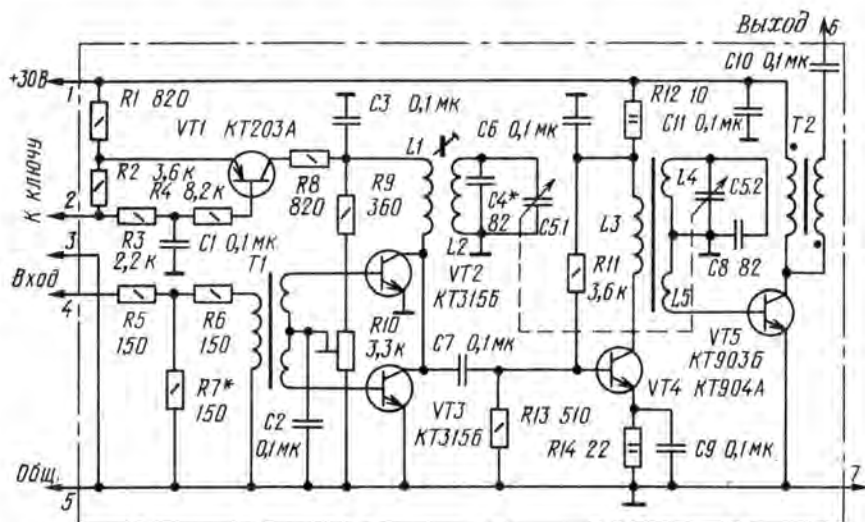 Выход
6
C10 0,1мк
+30В
1
R1 820
VT1 КТ203А
C3 0,1мк
C6 0,1мк
R12 10
C11 0,1мк
T2
К ключу
2
R2 3,6к
R4 8,2к
R8
820
R9
360
L1
L2
C4*
82
C5.1
L3
L4
C5.2
C8 82
L5
3
R3
2,2к
C1 0,1мк
T1
VT2
КТ315Б
R11
3,6к
Вход
4
R5
150
R6
150
R7*
150
R10
3,3к
C7 0,1мк
VT5
КТ903Б
КТ904А
VT4
C2
0,1мк
VT3
КТ315Б
R13 510
R14 22
C9 0,1мк
Общ.
5
7